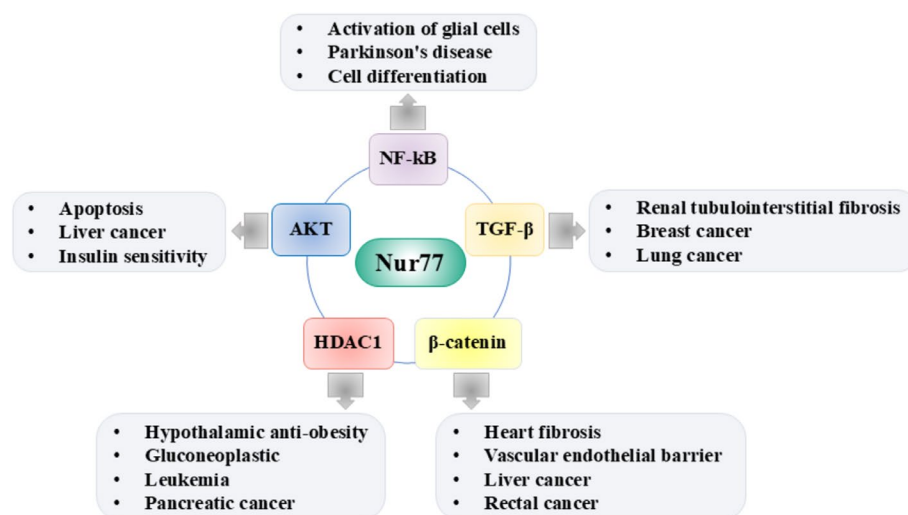 • Activation of glial cells
• Parkinson's disease
• Cell differentiation
NF-kB
AKT
• Apoptosis
• Liver cancer
• Insulin sensitivity
TGF-β
• Renal tubulointerstitial fibrosis
• Breast cancer
• Lung cancer
Nur77
HDAC1
β-catenin
• Hypothalamic anti-obesity
• Gluconeoplastic
• Leukemia
• Pancreatic cancer
• Heart fibrosis
• Vascular endothelial barrier
• Liver cancer
• Rectal cancer